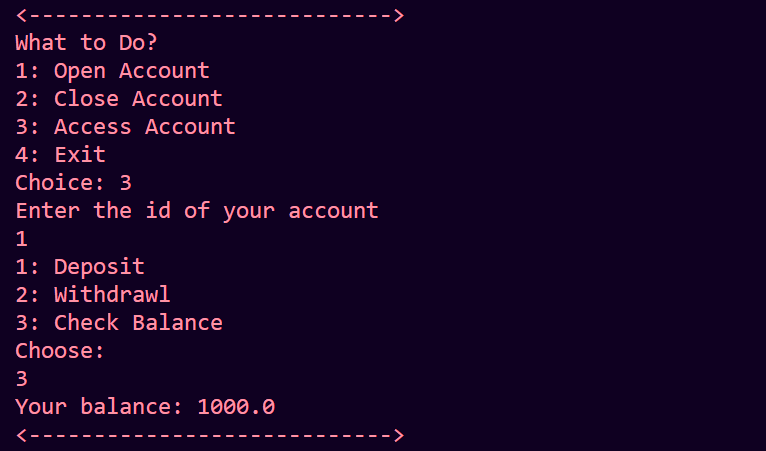 <---------------------------->
What to Do?
1: Open Account
2: Close Account
3: Access Account
4: Exit
Choice: 3
Enter the id of your account
1
1: Deposit
2: Withdrawl
3: Check Balance
Choose:
3
Your balance: 1000.0
<---------------------------->